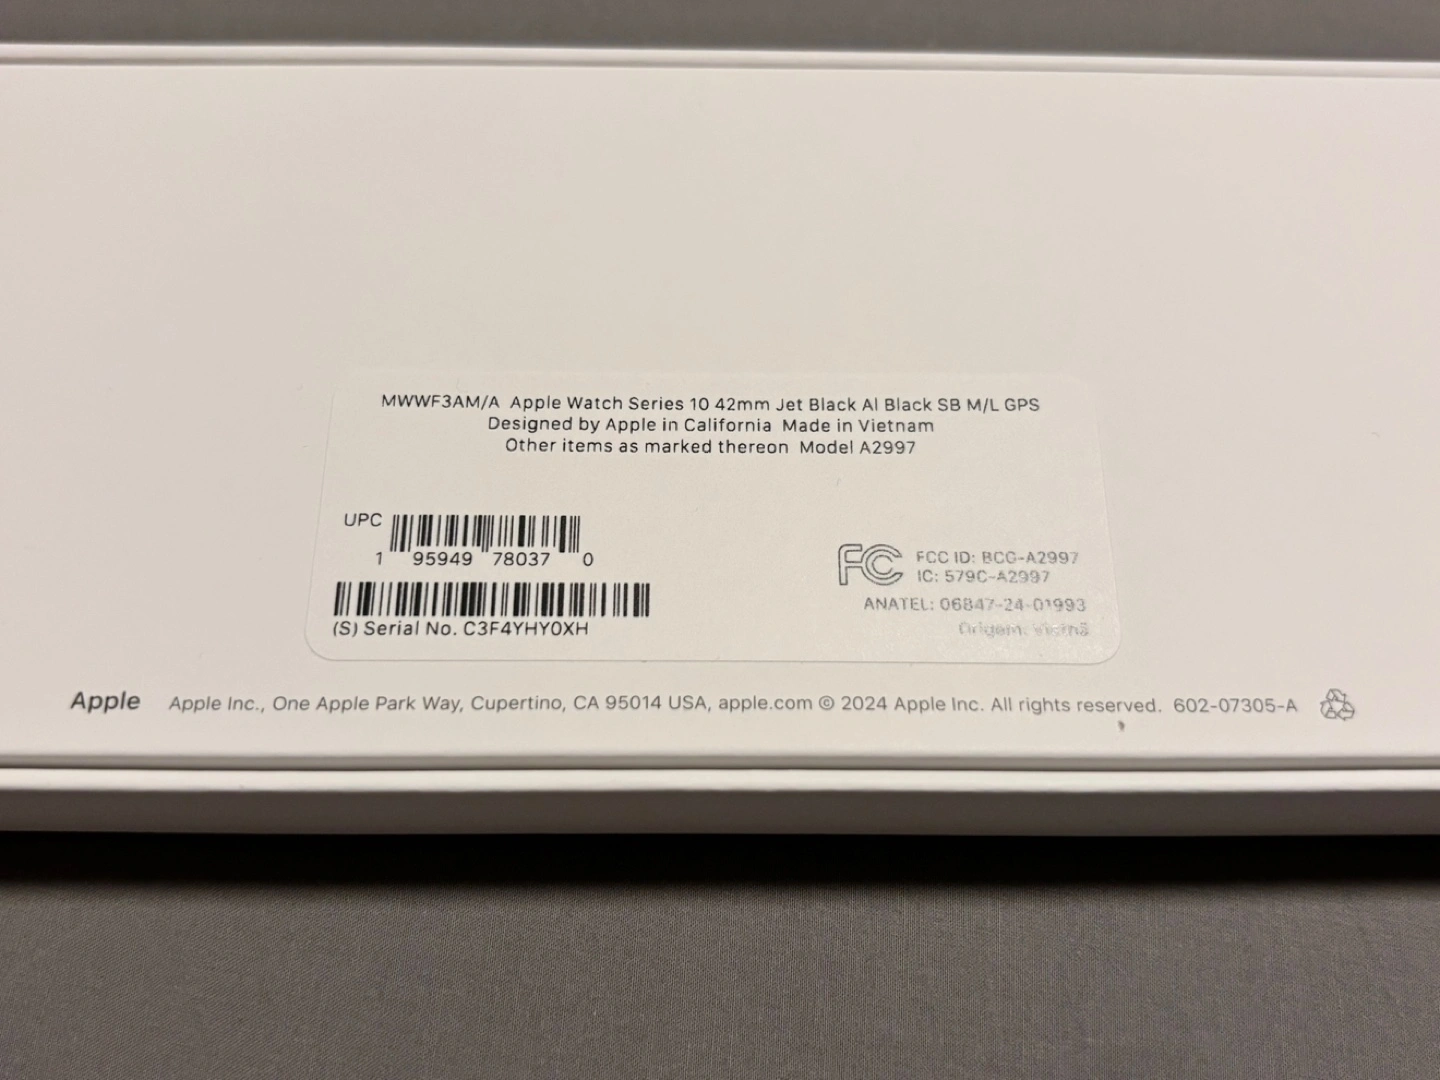 MWWF3AM/A Apple Watch Series 10 42mm Jet Black Al Black SB M/L GPS
Designed by Apple in California Made in Vietnam
Other items as marked thereon Model A2997
UPC
1 95949 78037 0
(S) Serial No. C3F4YHY0XH
FC
FCC ID: BCG-A2997
IC: 579C-A2997
ANATEL: 06847-24-01993
Origem: Vietnã
Apple Apple Inc., One Apple Park Way, Cupertino, CA 95014 USA, apple.com © 2024 Apple Inc. All rights reserved. 602-07305-A